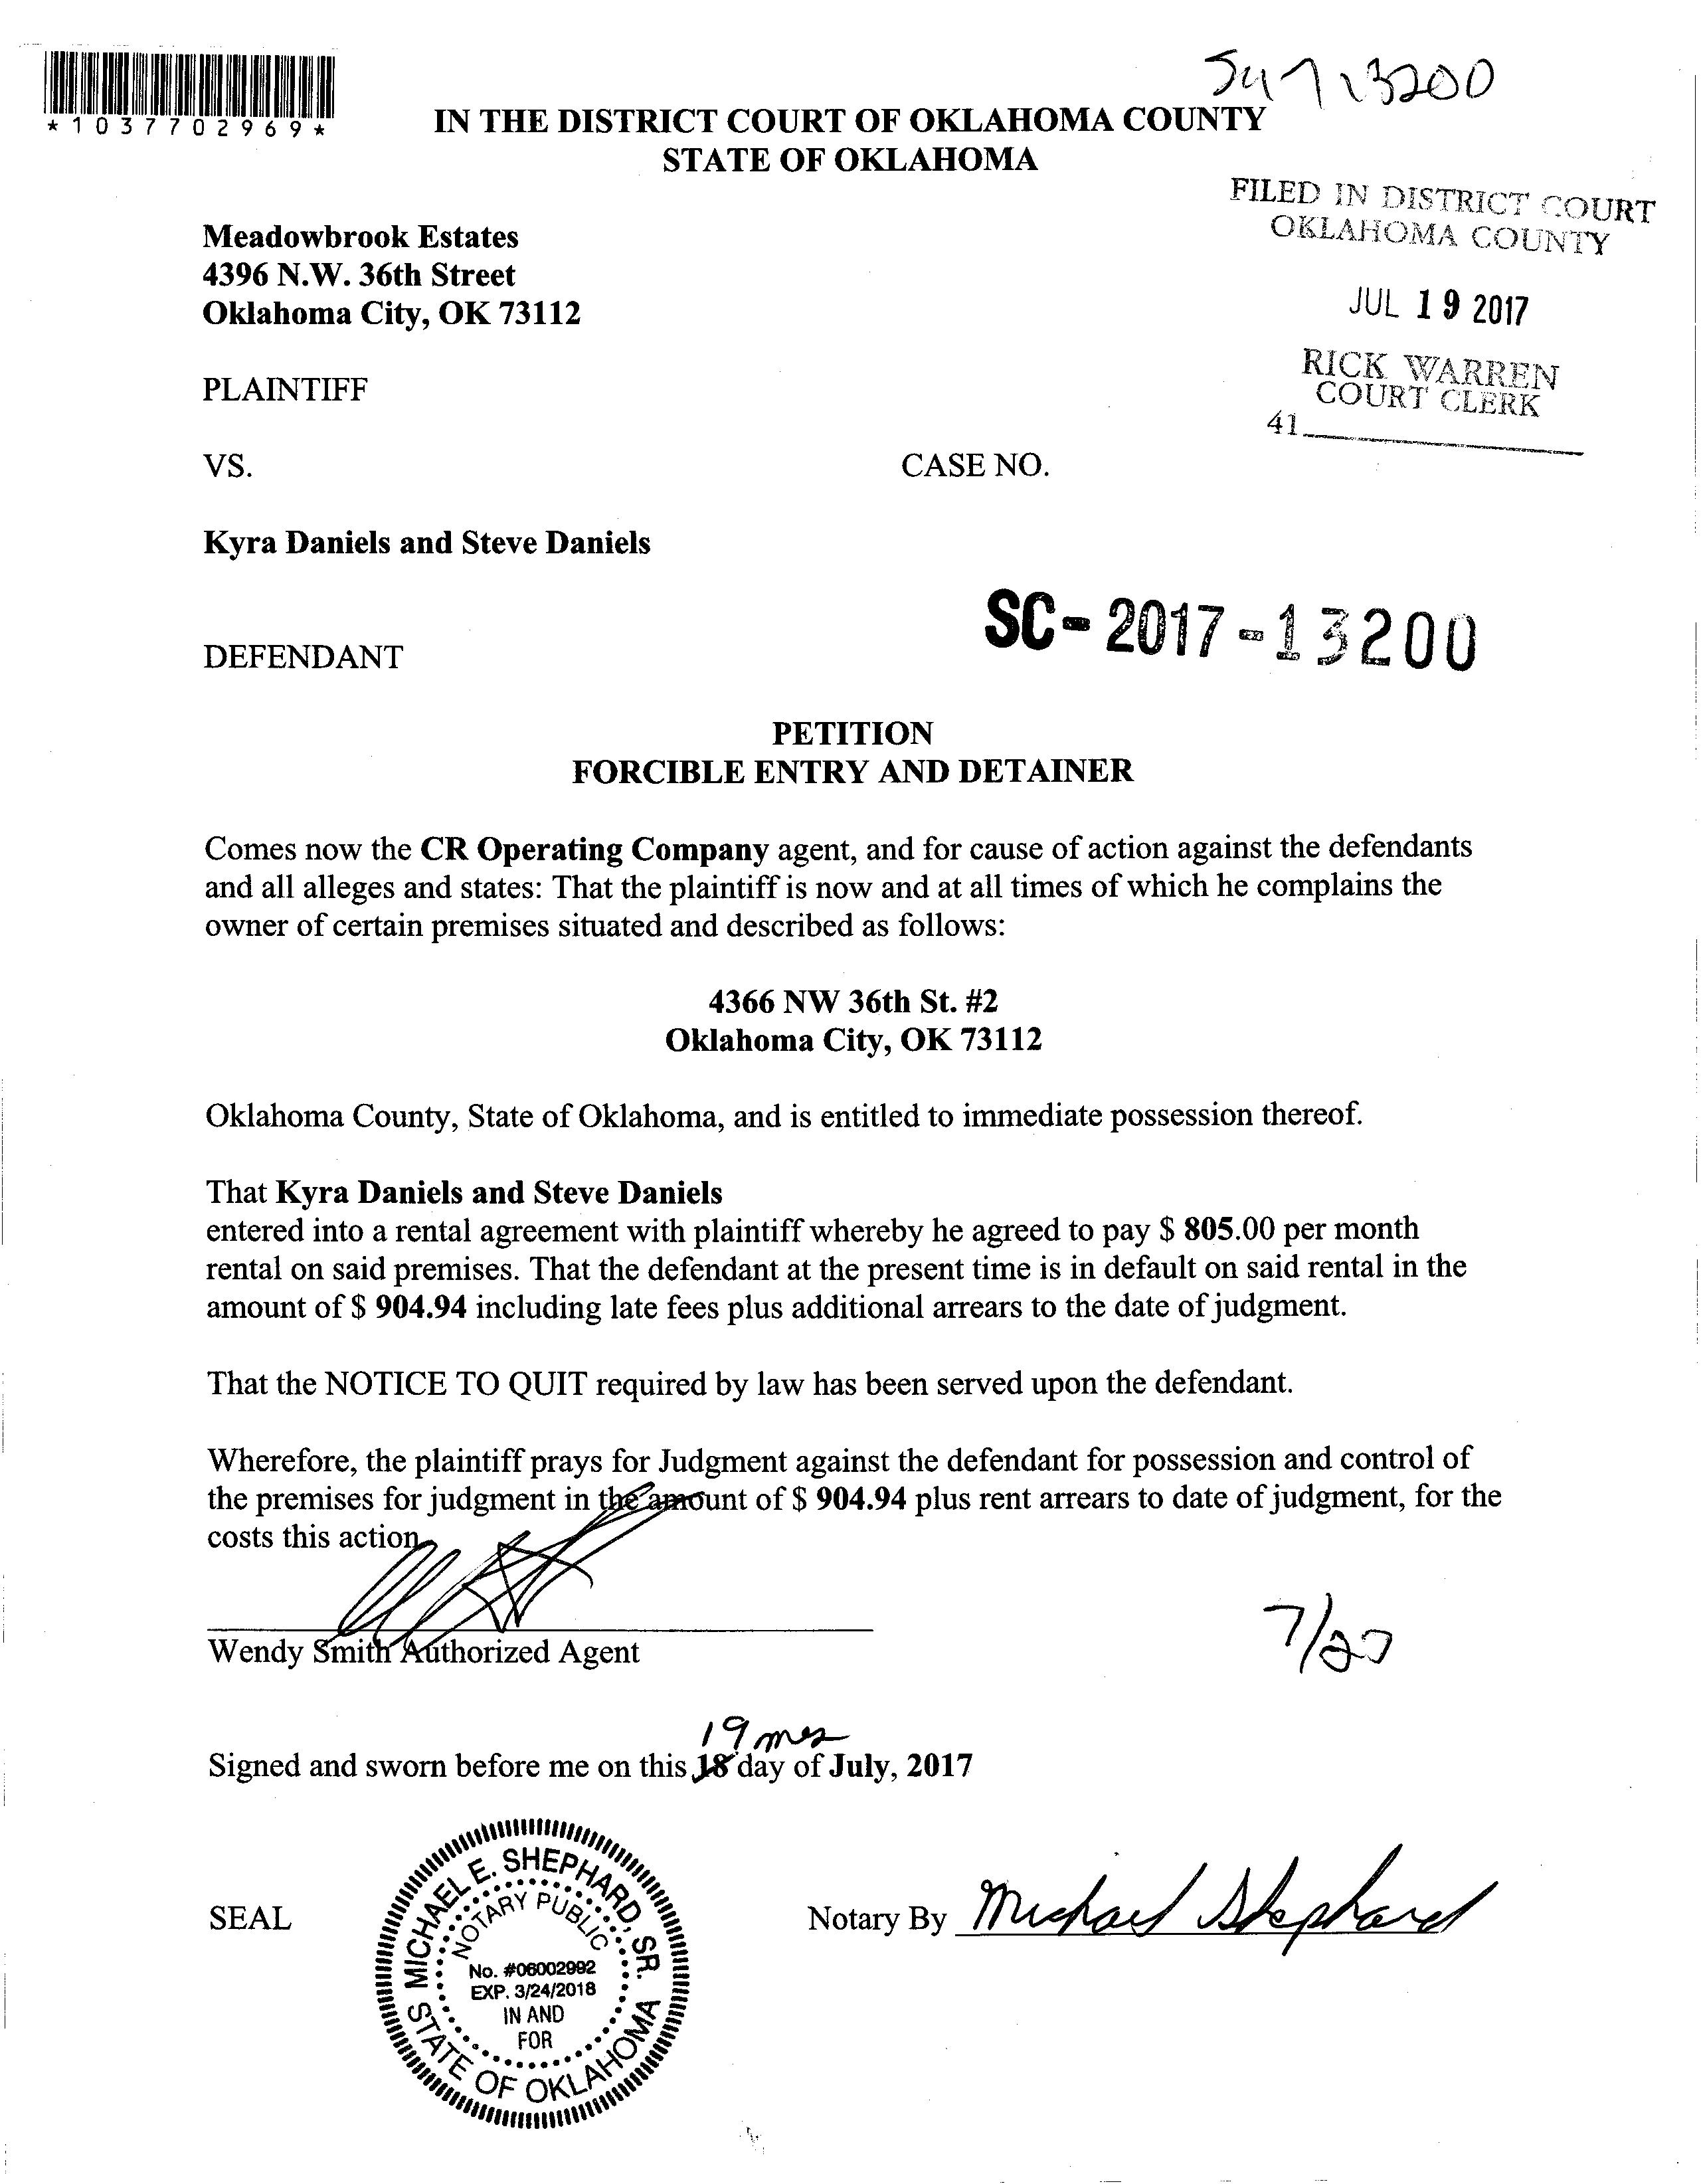 *1037702969*
13200
IN THE DISTRICT COURT OF OKLAHOMA COUNTY
STATE OF OKLAHOMA
FILED IN DISTRICT COURT
OKLAHOMA COUNTY
JUL 19 2017
RICK WARREN
COURT CLERK
41
Meadowbrook Estates
4396 N.W. 36th Street
Oklahoma City, OK 73112
PLAINTIFF
VS.
CASE NO.
Kyra Daniels and Steve Daniels
SC-2017-13200
DEFENDANT
PETITION
FORCIBLE ENTRY AND DETAINER
Comes now the CR Operating Company agent, and for cause of action against the defendants
and all alleges and states: That the plaintiff is now and at all times of which he complains the
owner of certain premises situated and described as follows:
4366 NW 36th St. #2
Oklahoma City, OK 73112
Oklahoma County, State of Oklahoma, and is entitled to immediate possession thereof.
That Kyra Daniels and Steve Daniels
entered into a rental agreement with plaintiff whereby he agreed to pay $ 805.00 per month
rental on said premises. That the defendant at the present time is in default on said rental in the
amount of $ 904.94 including late fees plus additional arrears to the date of judgment.
That the NOTICE TO QUIT required by law has been served upon the defendant.
Wherefore, the plaintiff prays for Judgment against the defendant for possession and control of
the premises for judgment in the amount of $ 904.94 plus rent arrears to date of judgment, for the
costs this action
Wendy Smith Authorized Agent
19 mes
Signed and sworn before me on this 18 day of July, 2017
SEAL
MICHAEL E. SHEPHARD, SR.
NOTARY PUBLIC
No. #06002992
EXP. 3/24/2018
IN AND
FOR
STATE OF OKLAHOMA
Notary By Michael Shephard